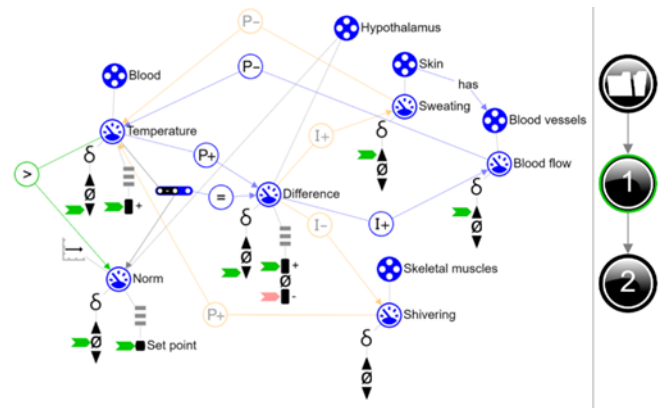 P−
Hypothalamus
Blood
P−
Skin
has
Sweating
Blood vessels
Temperature
I+
δ
P+
δ
Blood flow
>
Ø
+
=
Difference
δ
Ø
δ
I+
I−
Ø
1
Norm
+
Ø
-
Skeletal muscles
δ
P+
Shivering
Ø
Set point
δ
Ø
2